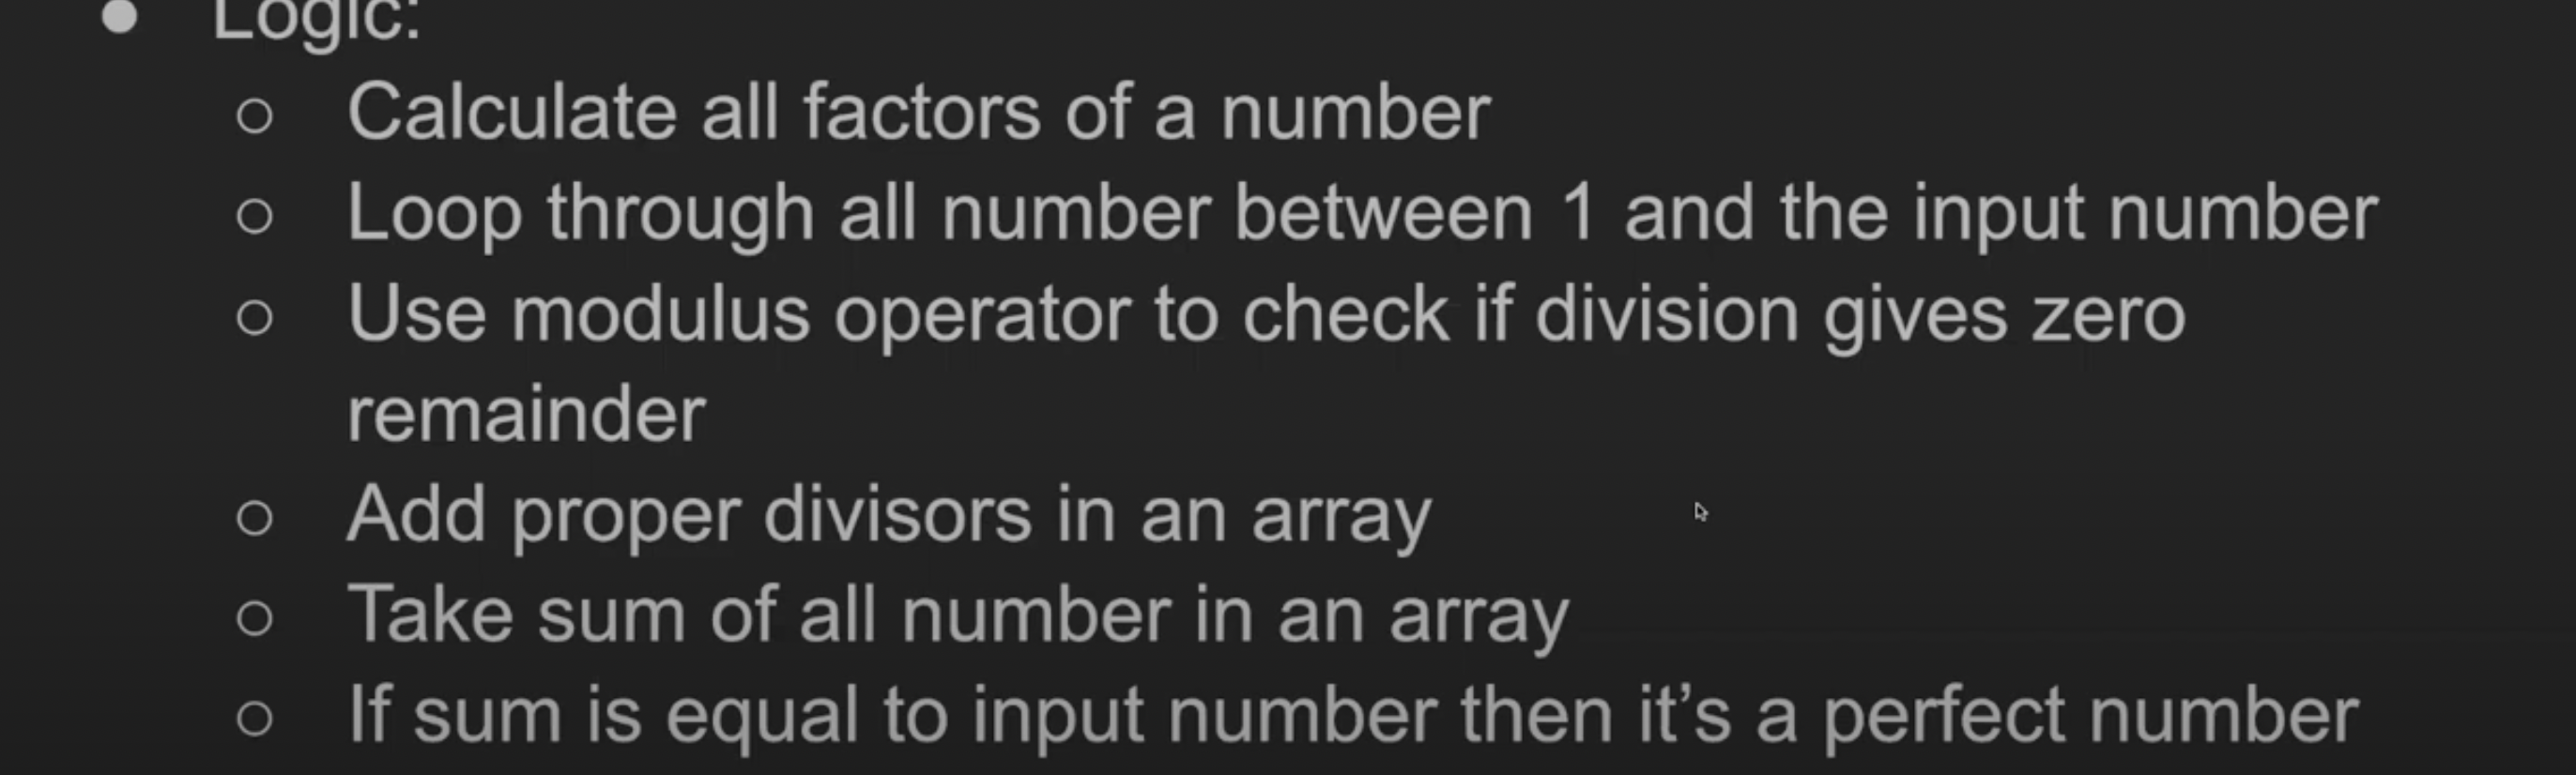 ● Logic:
○ Calculate all factors of a number
○ Loop through all number between 1 and the input number
○ Use modulus operator to check if division gives zero
remainder
○ Add proper divisors in an array
○ Take sum of all number in an array
○ If sum is equal to input number then it’s a perfect number